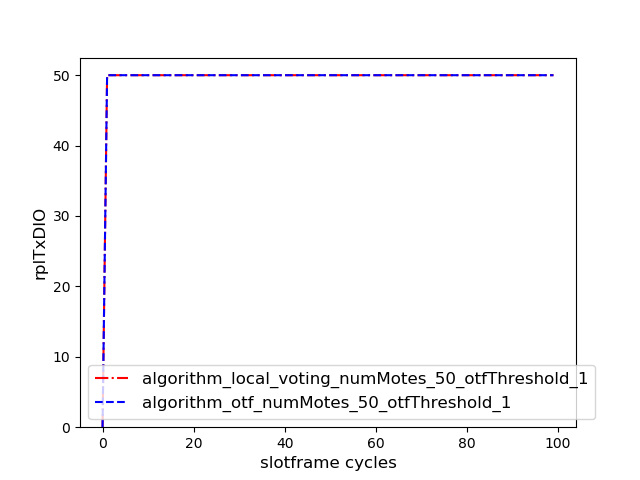 50
40
30
20
10
0
rplTxDIO
algorithm_local_voting_numMotes_50_otfThreshold_1
algorithm_otf_numMotes_50_otfThreshold_1
0 20 40 60 80 100
slotframe cycles